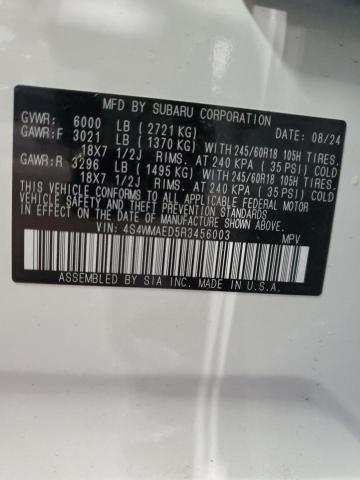 MFD BY SUBARU CORPORATION DATE: 08/24
GVWR: 6000 LB (2721 KG)
GAWR:F 3021 LB (1370 KG) WITH 245/60R18 105H TIRES.
18X7 1/2J RIMS. AT 240 KPA (35 PSI) COLD
GAWR:R 3296 LB (1495 KG) WITH 245/60R18 105H TIRES.
18X7 1/2J RIMS. AT 240 KPA (35 PSI) COLD
THIS VEHICLE CONFORMS TO ALL APPLICABLE FEDERAL MOTOR
VEHICLE SAFETY AND THEFT PREVENTION STANDARDS
IN EFFECT ON THE DATE OF MANUFACTURE SHOWN ABOVE.
VIN: 4S4WMAED5R3456003 MPV
ASSEMBLED BY SIA INC. MADE IN U.S.A.